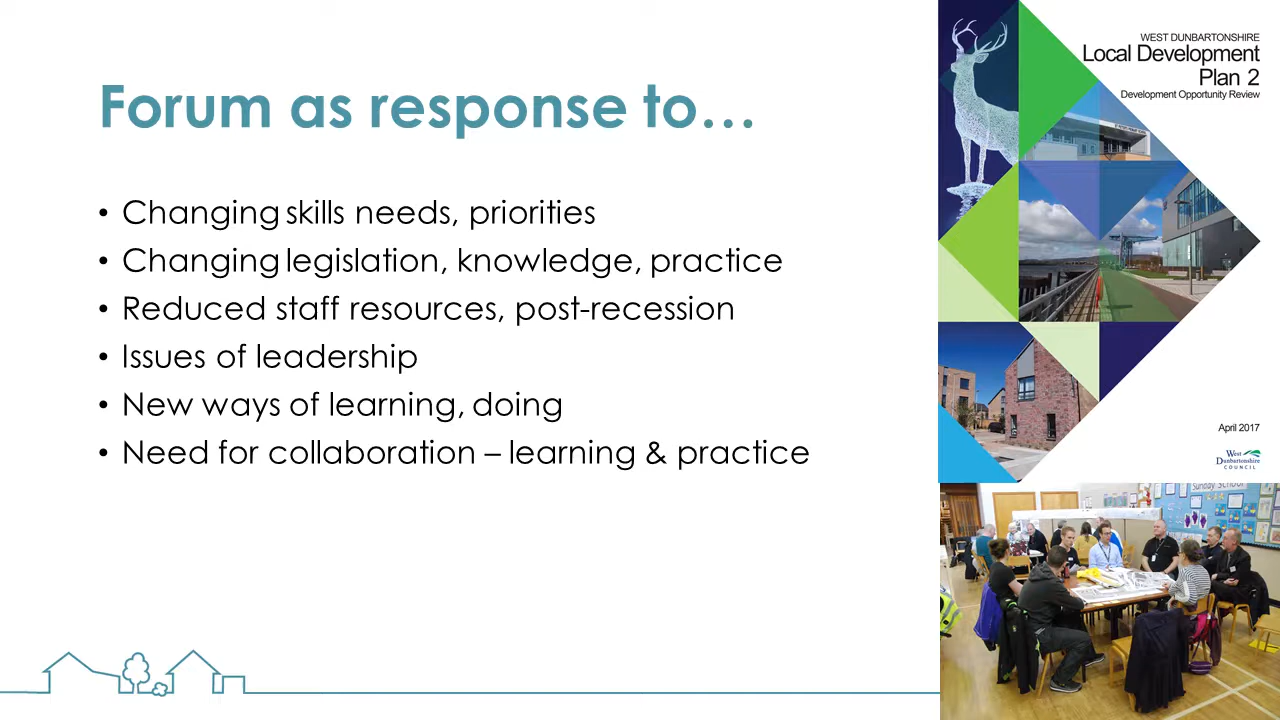 Forum as response to…
• Changing skills needs, priorities
• Changing legislation, knowledge, practice
• Reduced staff resources, post-recession
• Issues of leadership
• New ways of learning, doing
• Need for collaboration – learning & practice
WEST DUNBARTONSHIRE
Local Development
Plan 2
Development Opportunity Review
April 2017
West
Dunbartonshire
COUNCIL
Sunday School